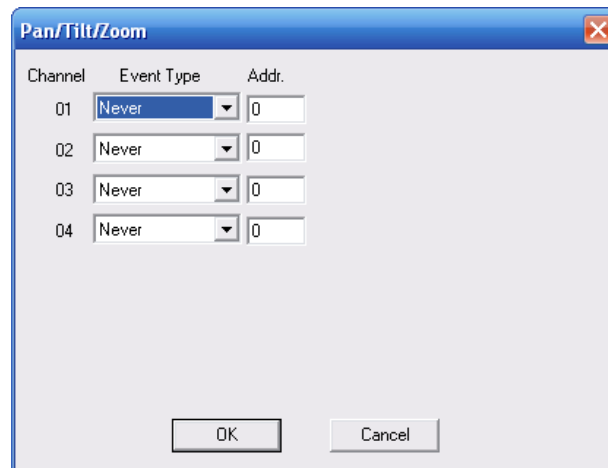 Pan/Tilt/Zoom
Channel Event Type Addr.
01 Never 0
02 Never 0
03 Never 0
04 Never 0
OK Cancel